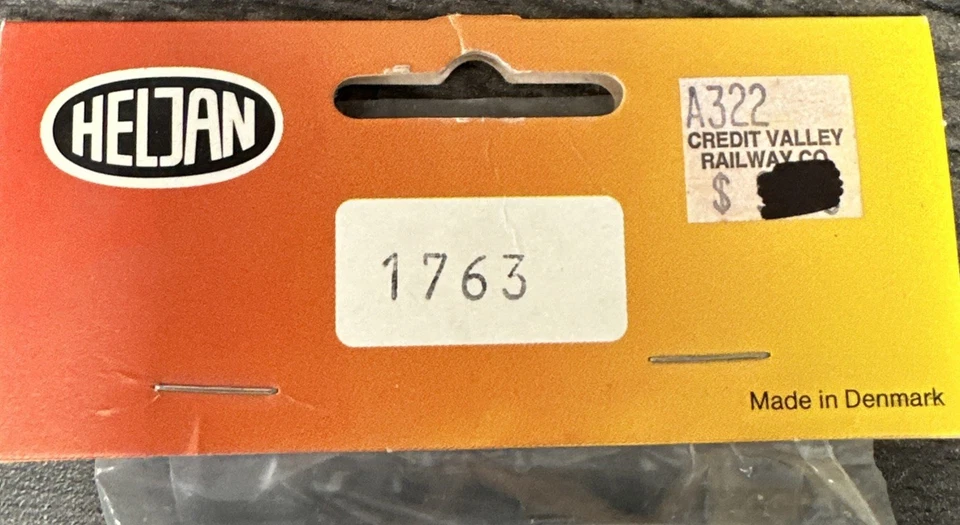 HELJAN
A322
CREDIT VALLEY
RAILWAY CO.
$
1763
Made in Denmark